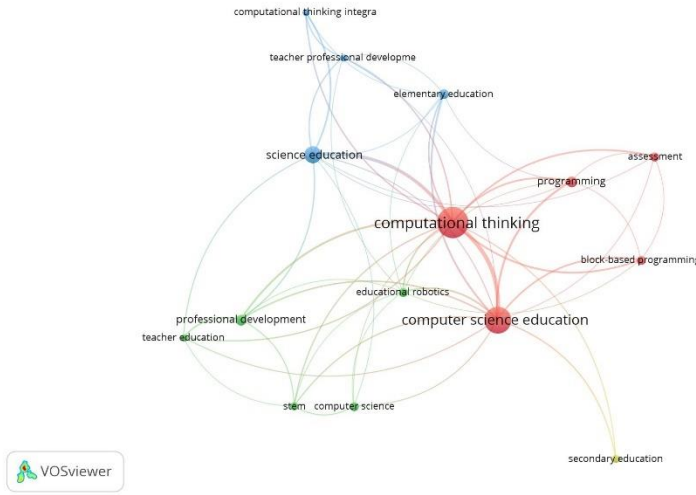 computational thinking integra
teacher professional developme
elementary education
science education
assessment
programming
computational thinking
block-based programming
educational robotics
professional development
computer science education
teacher education
stem
computer science
secondary education
VOSviewer